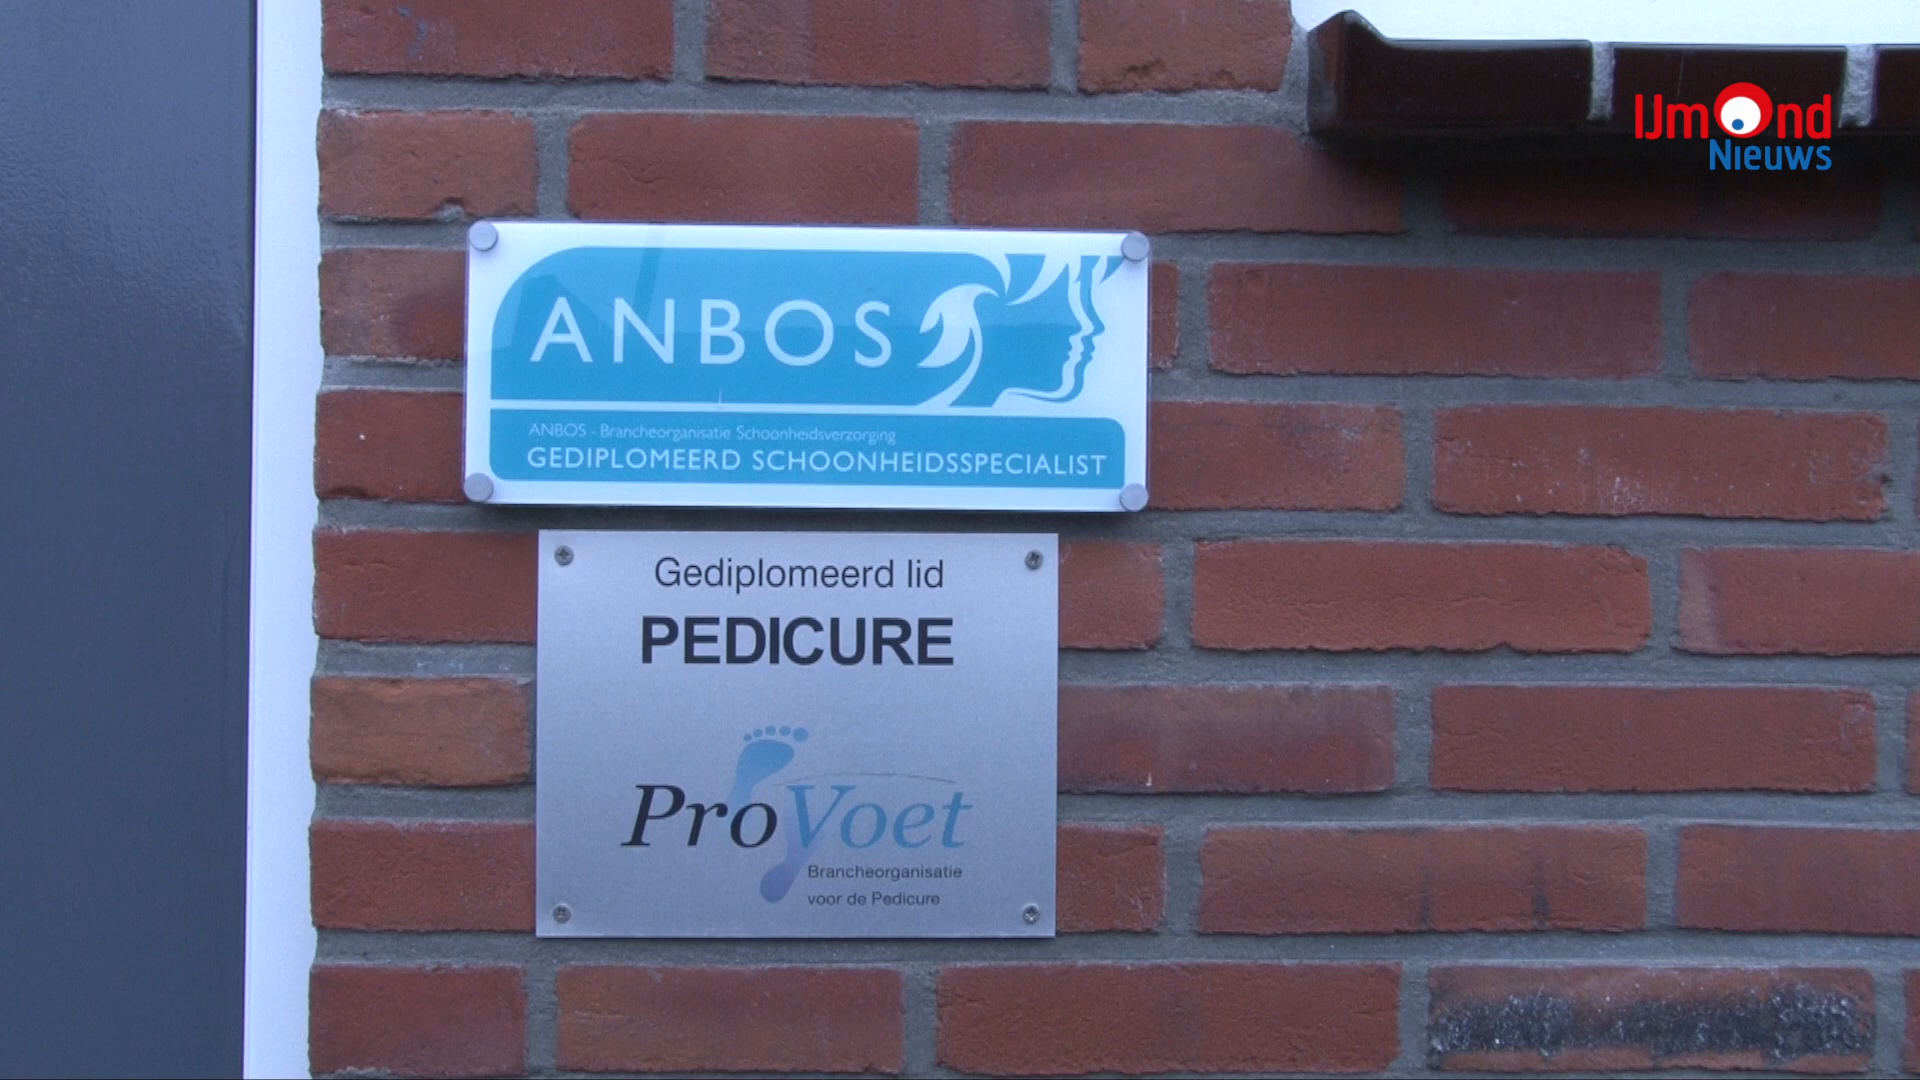 IJmond
Nieuws
ANBOS
ANBOS - Brancheorganisatie Schoonheidsverzorging
GEDIPLOMEERD SCHOONHEIDSSPECIALIST
Gediplomeerd lid
PEDICURE
ProVoet
Brancheorganisatie
voor de Pedicure